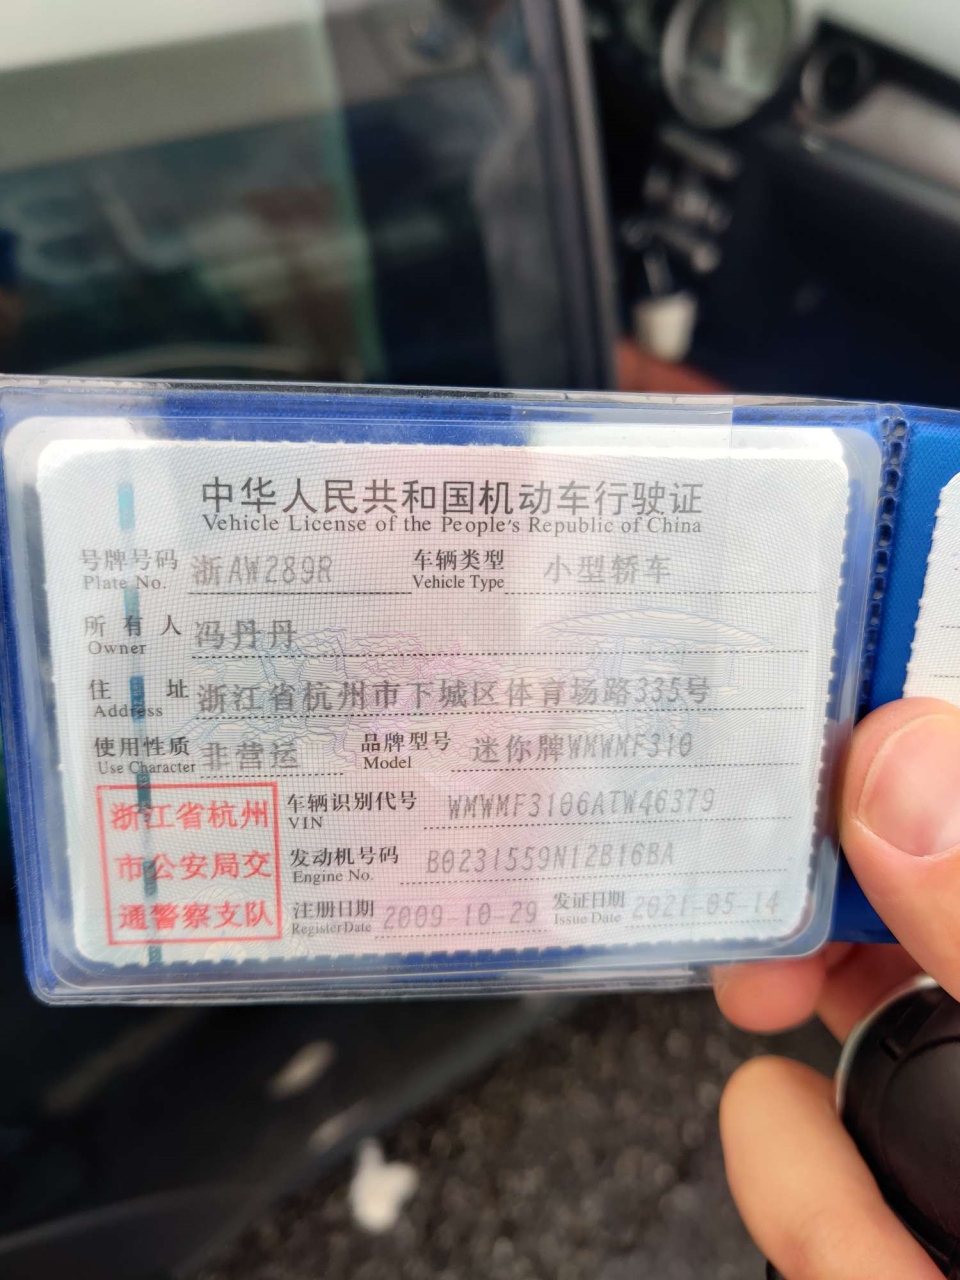 中华人民共和国机动车行驶证
Vehicle License of the People's Republic of China
号牌号码 浙AW289R 车辆类型 小型轿车
Plate No. Vehicle Type
所有人 冯丹丹
Owner
住址 浙江省杭州市下城区体育场路335号
Address
使用性质 非营运 品牌型号 迷你牌WMWMF310
Use Character Model
浙江省杭州 车辆识别代号 WMWMF3106ATW46379
VIN
市公安局交 发动机号码 B0231559N12B16BA
Engine No.
通警察支队 注册日期 2009-10-29 发证日期 2021-05-14
Register Date Issue Date